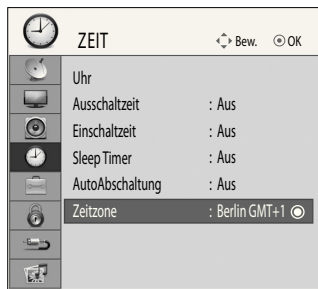 ZEIT Bew. OK
Uhr
Ausschaltzeit : Aus
Einschaltzeit : Aus
Sleep Timer : Aus
AutoAbschaltung : Aus
Zeitzone : Berlin GMT+1